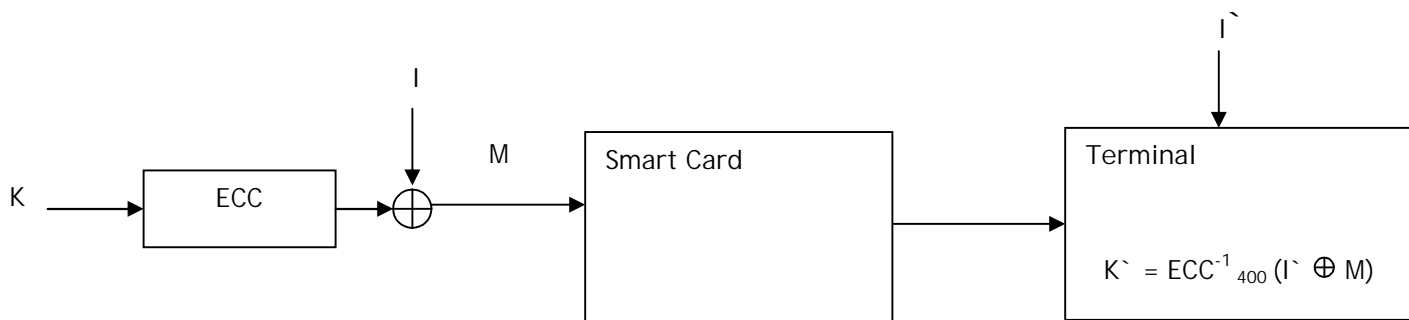 I`
I
M
Smart Card
Terminal
K
ECC
K` = ECC⁻¹ ₄₀₀ (I` ⊕ M)